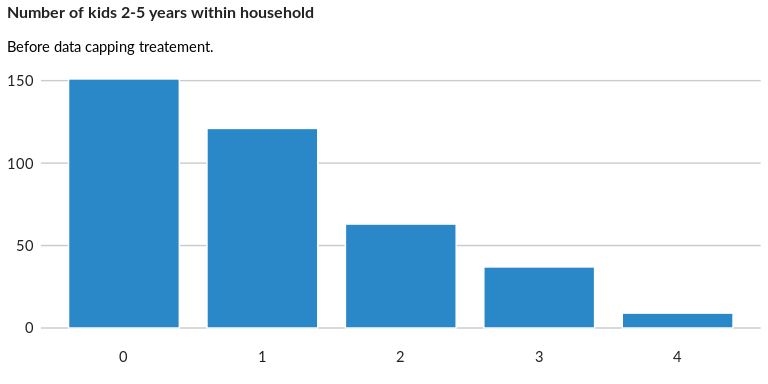 Number of kids 2-5 years within household
Before data capping treatement.
150
100
50
0
0 1 2 3 4